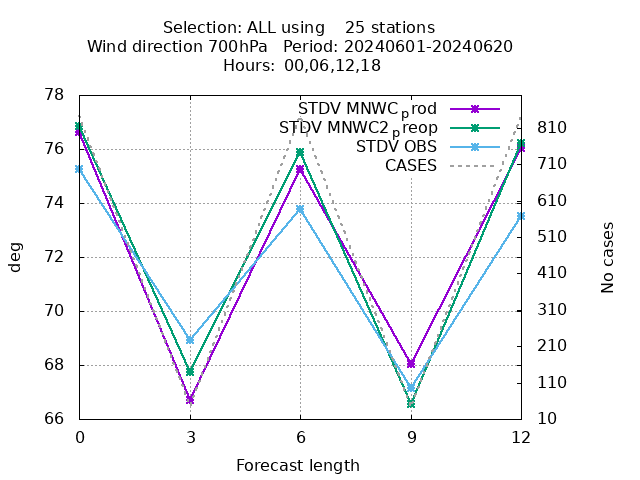 Selection: ALL using    25 stations
Wind direction 700hPa   Period: 20240601-20240620
Hours:  00,06,12,18
STDV MNWC_prod
STDV MNWC2_preop
STDV OBS
CASES
78
76
74
72
70
68
66
deg
810
710
610
510
410
310
210
110
10
No cases
0 3 6 9 12
Forecast length